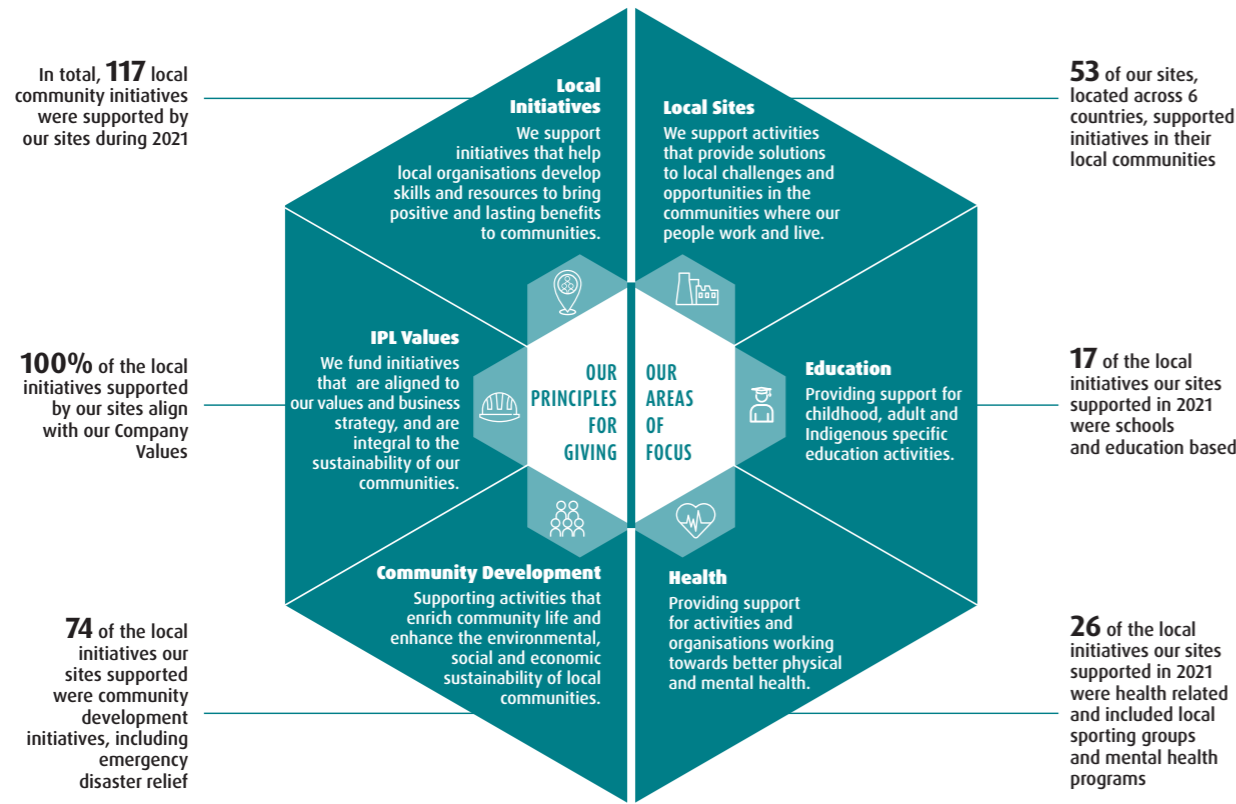 In total, 117 local
community initiatives
were supported by
our sites during 2021
Local
Initiatives
We support
initiatives that help
local organisations develop
skills and resources to bring
positive and lasting benefits
to communities.
Local Sites
We support activities
that provide solutions
to local challenges and
opportunities in the
communities where our
people work and live.
53 of our sites,
located across 6
countries, supported
initiatives in their
local communities
100% of the local
initiatives supported
by our sites align
with our Company
Values
IPL Values
We fund initiatives
that are aligned to
our values and business
strategy, and are
integral to the
sustainability of our
communities.
OUR
PRINCIPLES
FOR
GIVING
OUR
AREAS
OF
FOCUS
Education
Providing support for
childhood, adult and
Indigenous specific
education activities.
17 of the local
initiatives our sites
supported in 2021
were schools
and education based
74 of the local
initiatives our
sites supported
were community
development
initiatives, including
emergency
disaster relief
Community Development
Supporting activities that
enrich community life and
enhance the environmental,
social and economic
sustainability of local
communities.
Health
Providing support
for activities and
organisations working
towards better physical
and mental health.
26 of the local
initiatives our sites
supported in 2021
were health related
and included local
sporting groups
and mental health
programs